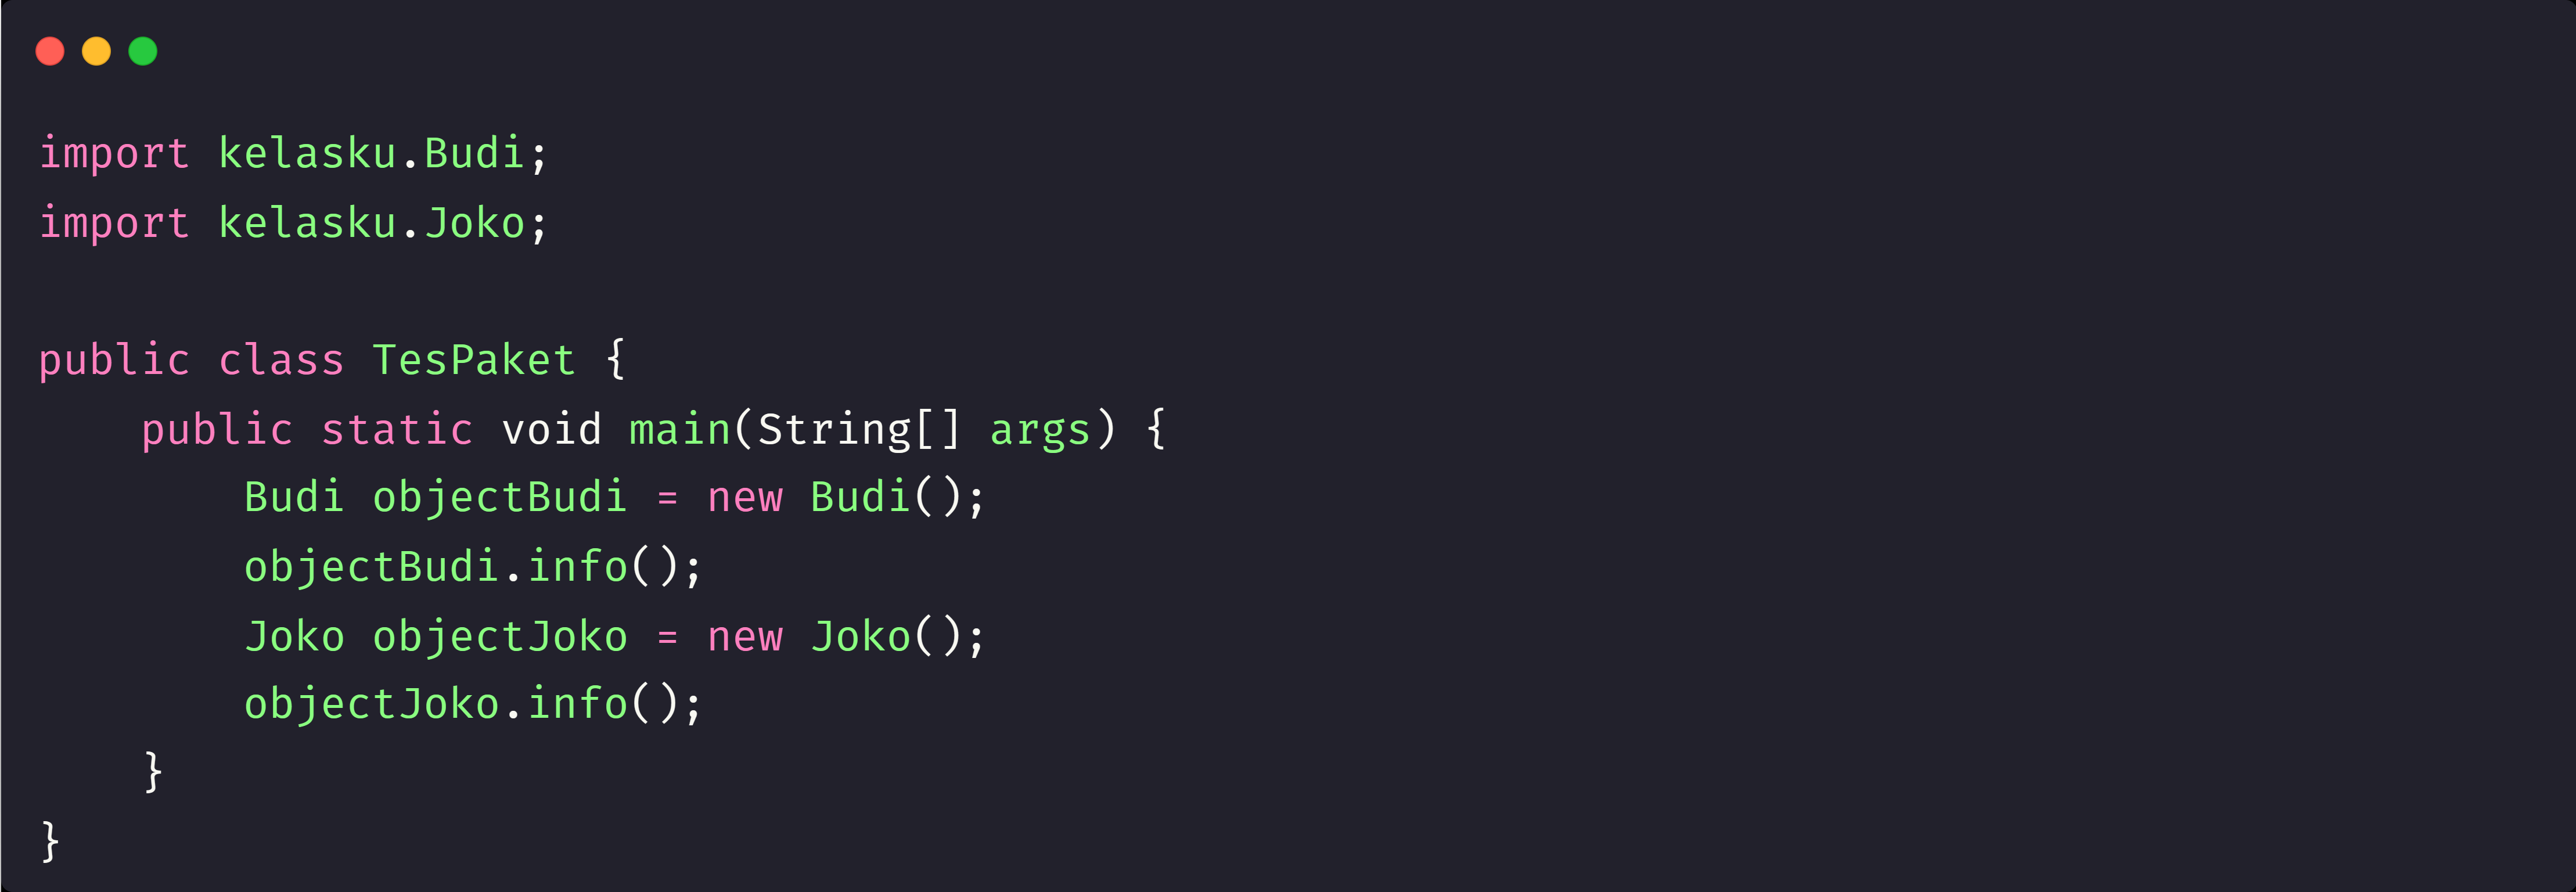 import kelasku.Budi;
import kelasku.Joko;

public class TesPaket {
    public static void main(String[] args) {
        Budi objectBudi = new Budi();
        objectBudi.info();
        Joko objectJoko = new Joko();
        objectJoko.info();
    }
}